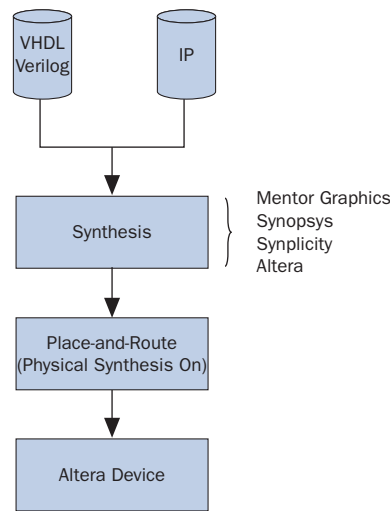 VHDL
Verilog
IP
Synthesis
Mentor Graphics
Synopsys
Synplicity
Altera
Place-and-Route
(Physical Synthesis On)
Altera Device